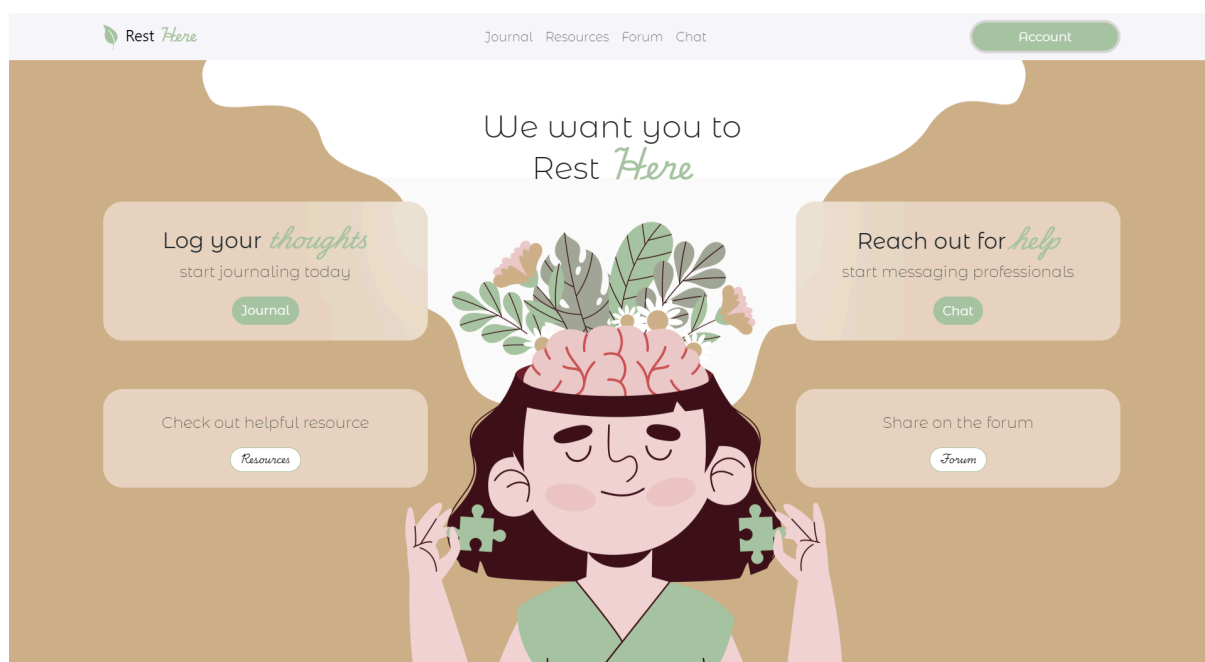 Rest Here
Journal Resources Forum Chat
Account
We want you to
Rest Here
Log your thoughts
start journaling today
Journal
Reach out for help
start messaging professionals
Chat
Check out helpful resource
Resources
Share on the forum
Forum